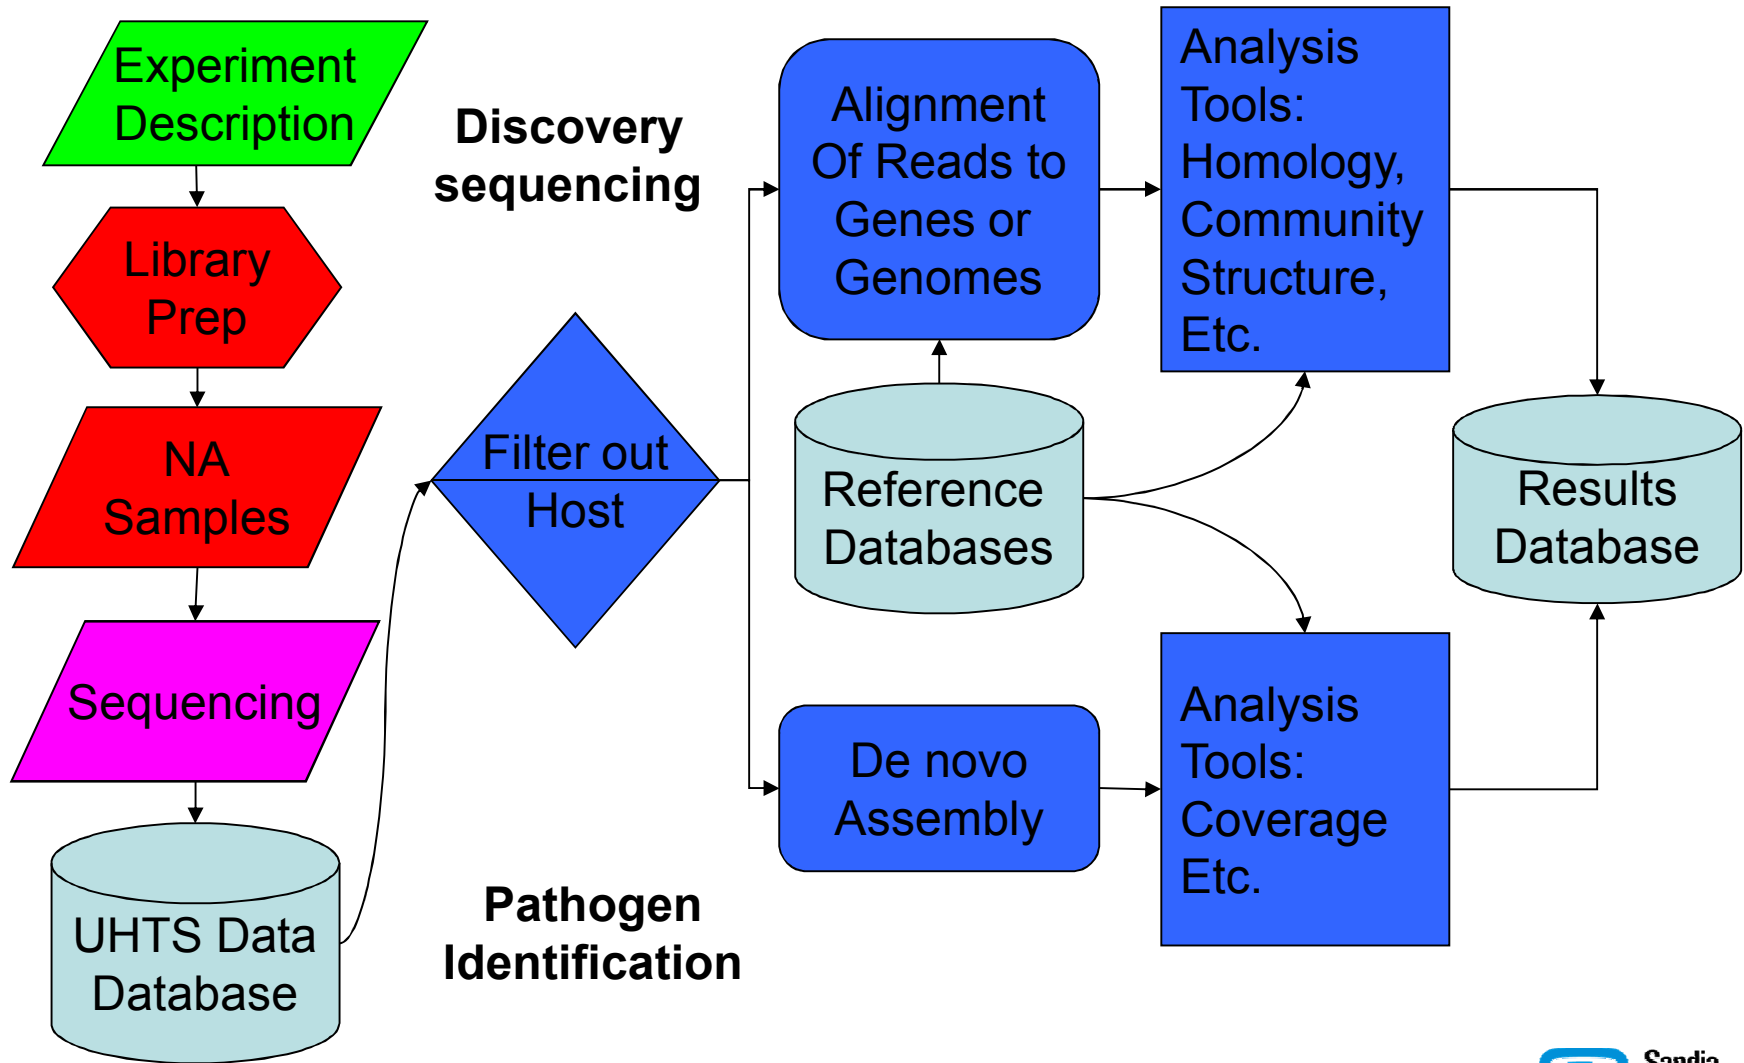 Experiment
Description
Library
Prep
NA
Samples
Sequencing
UHTS Data
Database
Discovery
sequencing
Filter out
Host
Pathogen
Identification
Alignment
Of Reads to
Genes or
Genomes
Reference
Databases
De novo
Assembly
Analysis
Tools:
Homology,
Community
Structure,
Etc.
Analysis
Tools:
Coverage
Etc.
Results
Database
Sandia